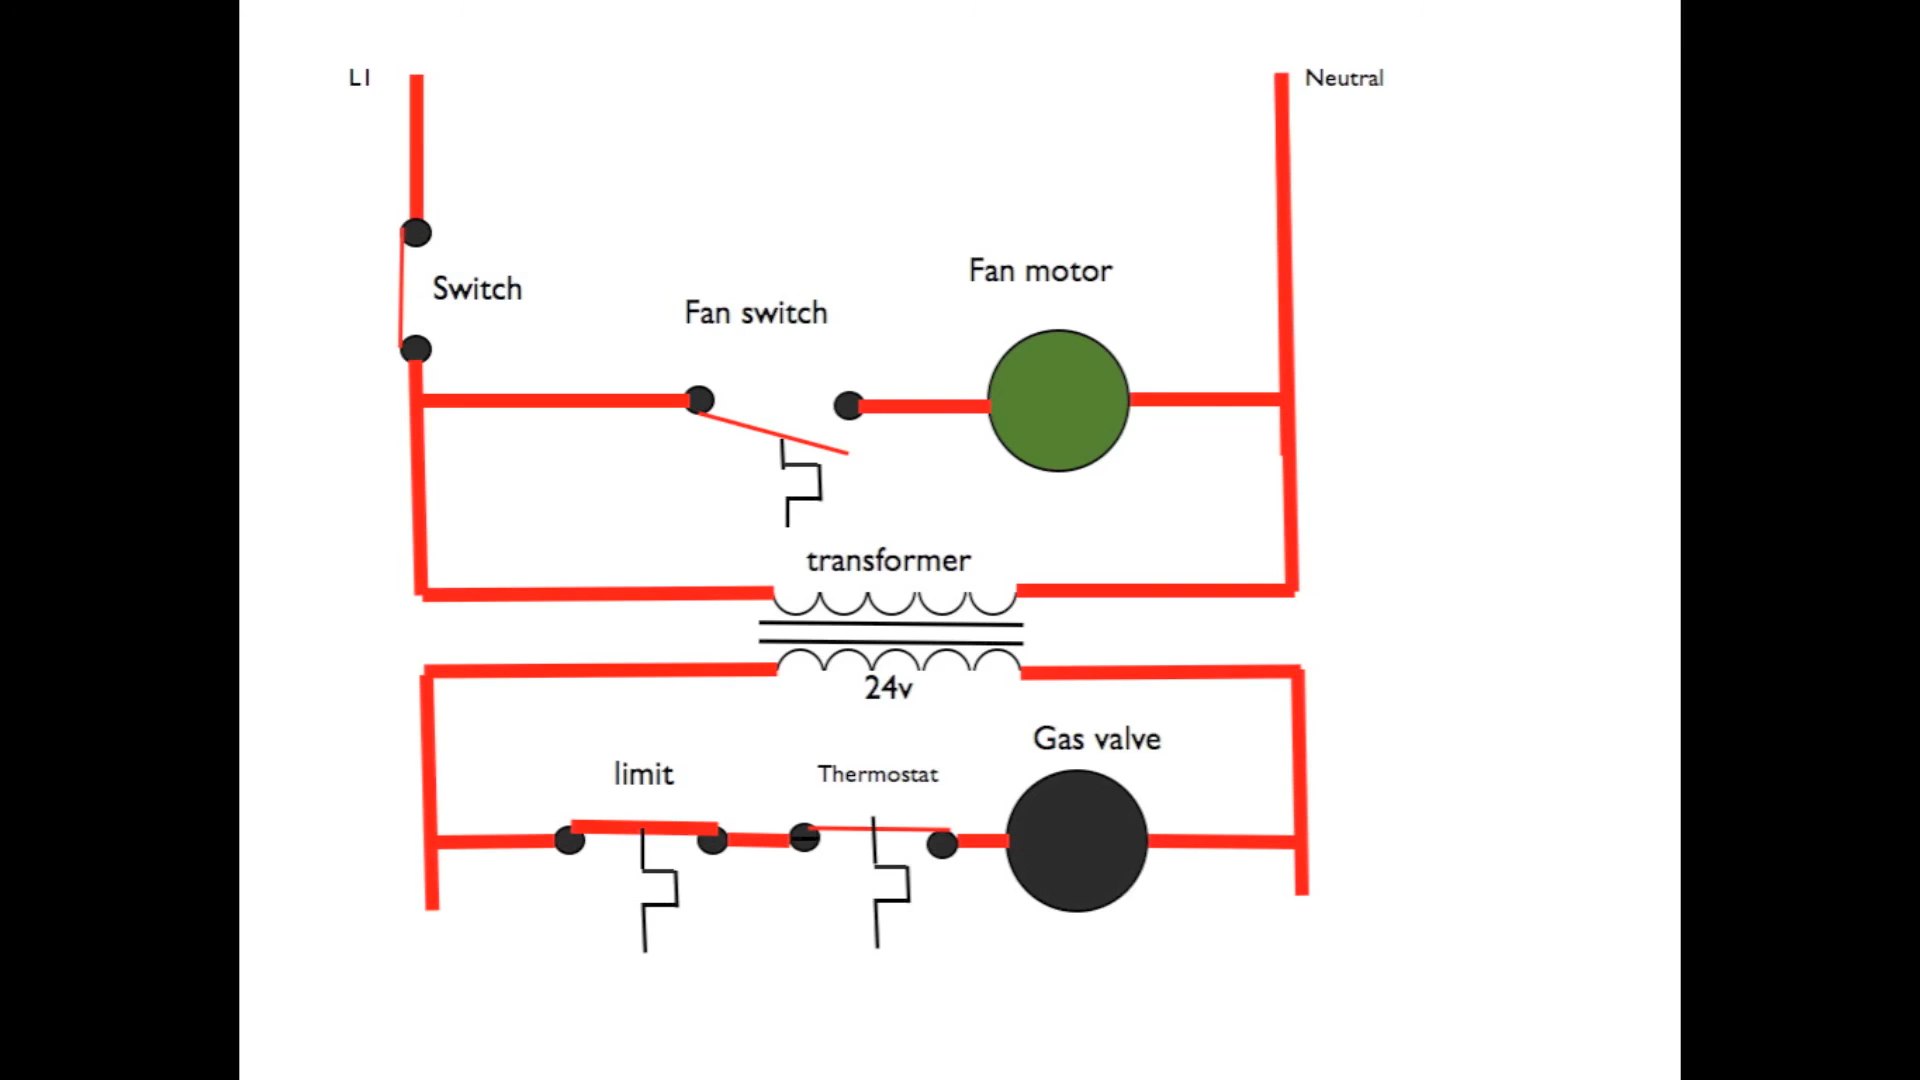 L1
Neutral
Fan motor
Switch
Fan switch
transformer
24v
Gas valve
limit
Thermostat